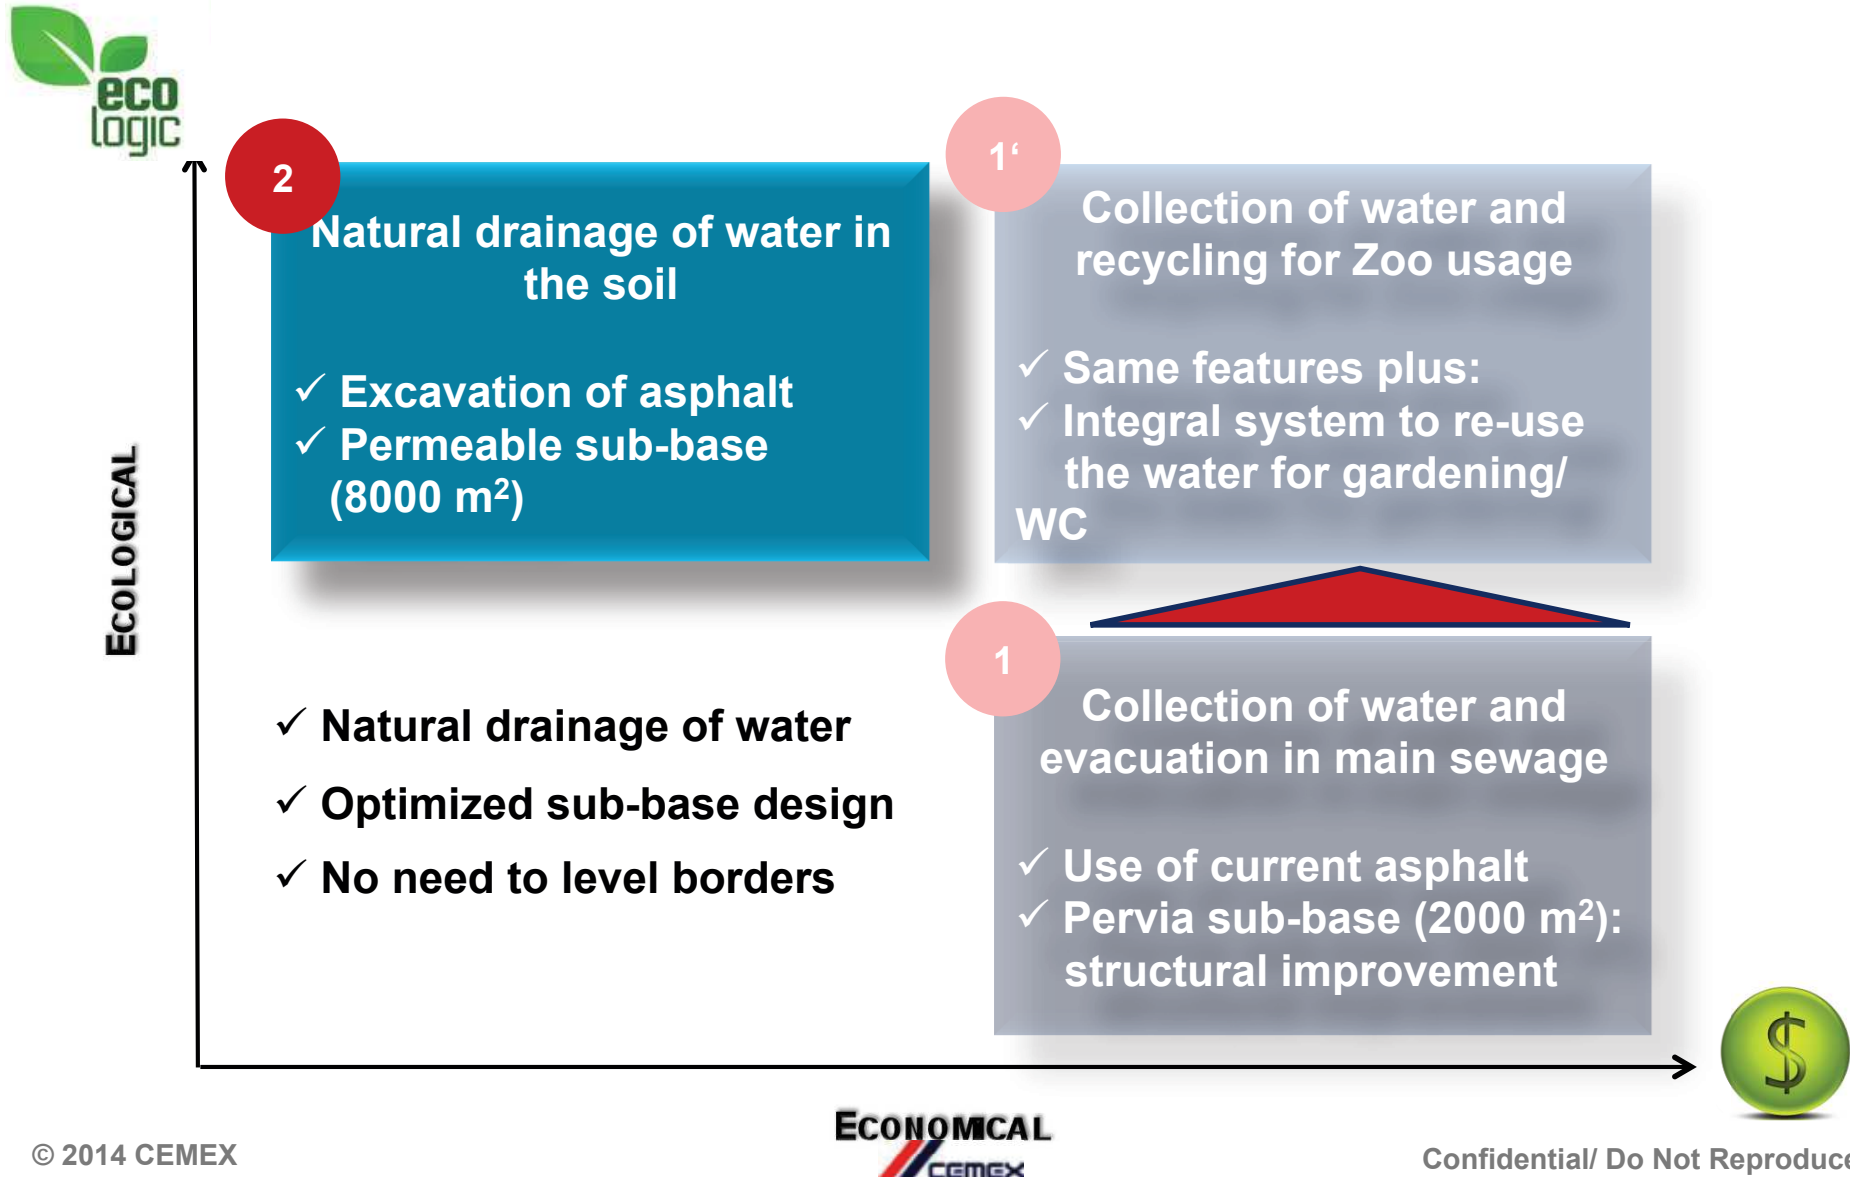 eco
logic
2
Natural drainage of water in
the soil
✓ Excavation of asphalt
✓ Permeable sub-base
(8000 m²)
1‘
Collection of water and
recycling for Zoo usage
✓ Same features plus:
✓ Integral system to re-use
the water for gardening/
WC
ECOLOGICAL
✓ Natural drainage of water
✓ Optimized sub-base design
✓ No need to level borders
1
Collection of water and
evacuation in main sewage
✓ Use of current asphalt
✓ Pervia sub-base (2000 m²):
structural improvement
$
ECONOMICAL
© 2014 CEMEX
CEMEX
Confidential/ Do Not Reproduce